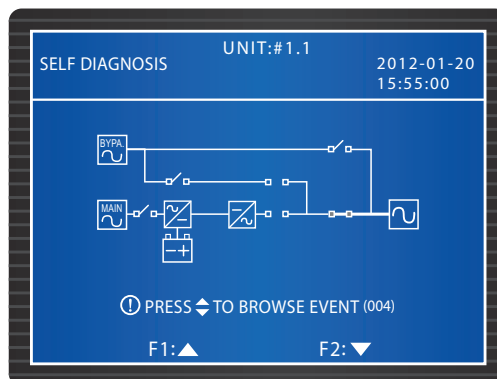 UNIT:#1.1
SELF DIAGNOSIS
2012-01-20
15:55:00
BYPA.
MAIN
PRESS TO BROWSE EVENT (004)
F1: F2: